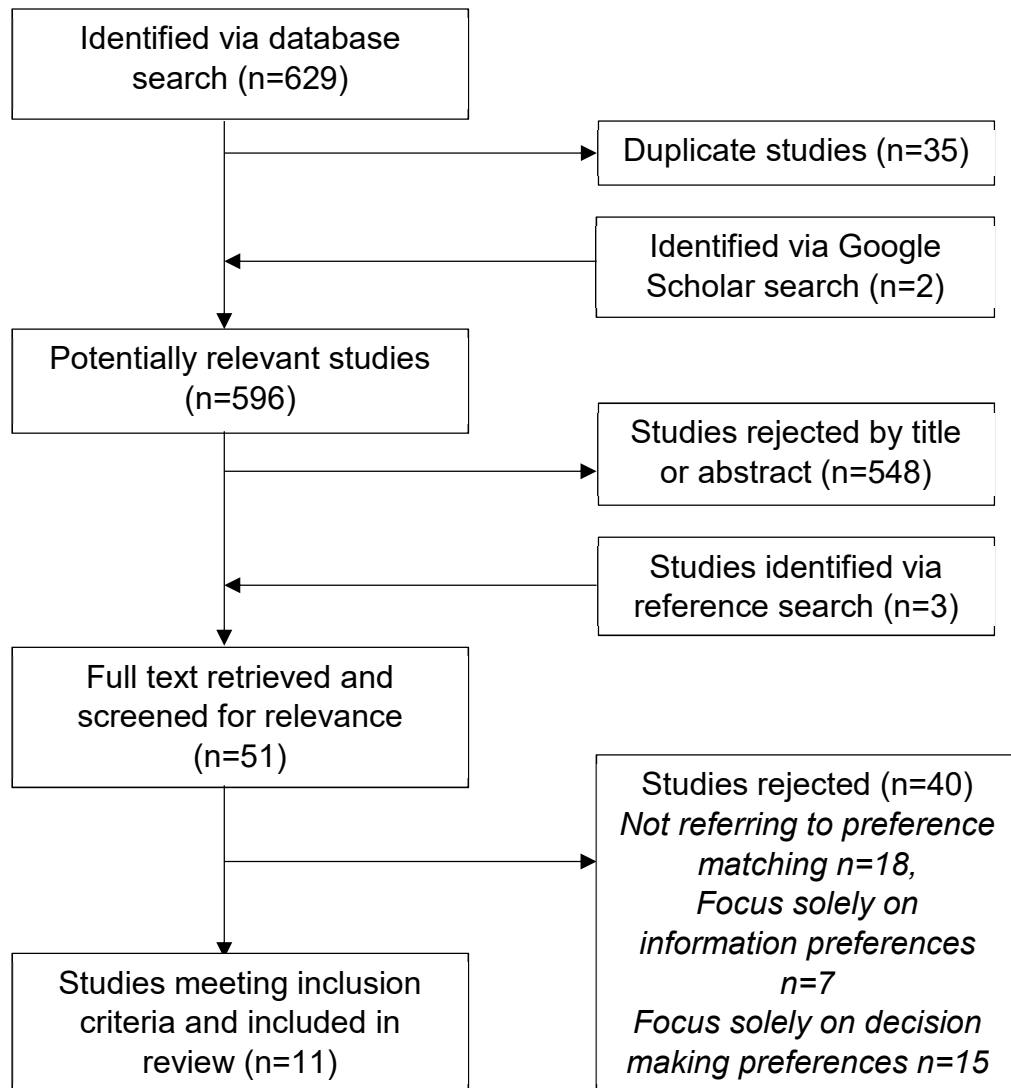 Identified via database
search (n=629)
Duplicate studies (n=35)
Identified via Google
Scholar search (n=2)
Potentially relevant studies
(n=596)
Studies rejected by title
or abstract (n=548)
Studies identified via
reference search (n=3)
Full text retrieved and
screened for relevance
(n=51)
Studies rejected (n=40)
Not referring to preference
matching n=18,
Focus solely on
information preferences
n=7
Focus solely on decision
making preferences n=15
Studies meeting inclusion
criteria and included in
review (n=11)